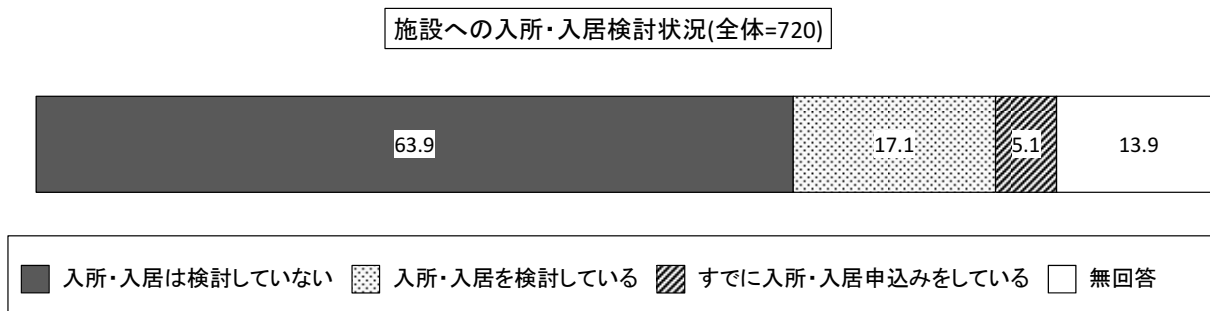 施設への入所・入居検討状況(全体=720)
63.9 17.1 5.1 13.9
入所・入居は検討していない 入所・入居を検討している すでに入所・入居申込みをしている 無回答